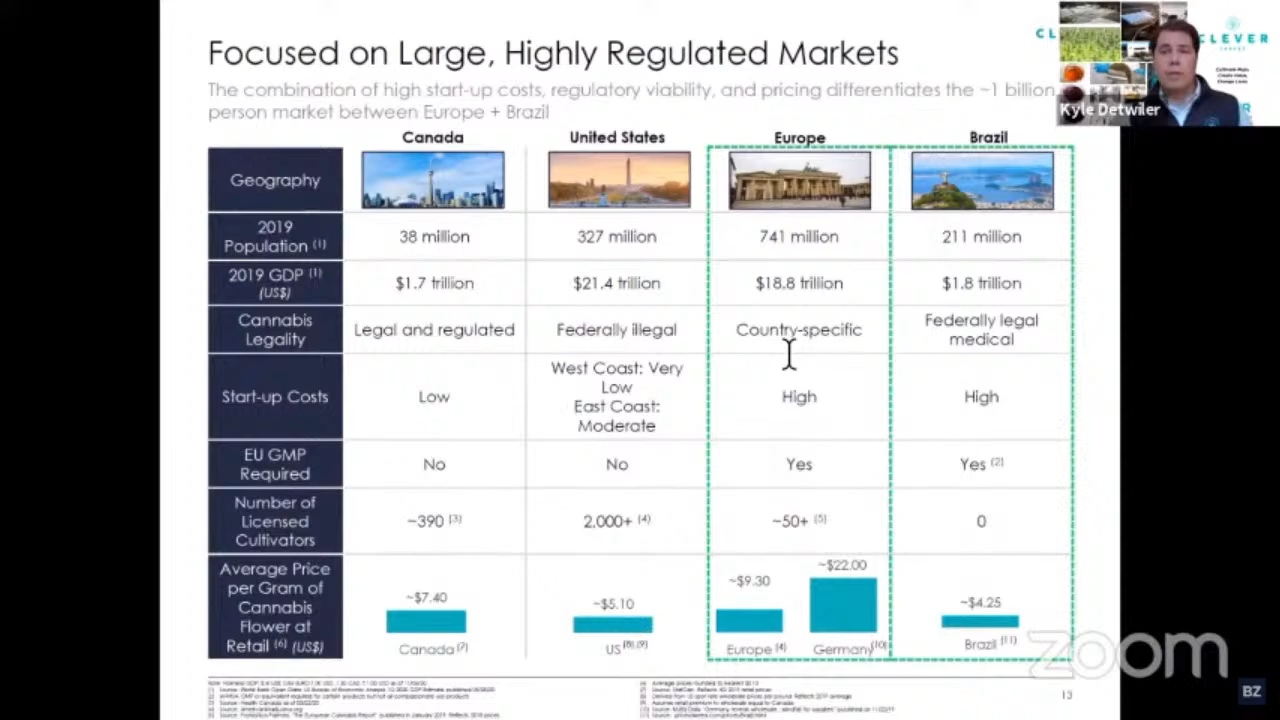 Focused on Large, Highly Regulated Markets
The combination of high start-up costs, regulatory viability, and pricing differentiates the ~1 billion
person market between Europe + Brazil
CLEVER
Kyle Detwiler
Canada United States Europe Brazil
Geography
2019
Population (1)
38 million 327 million 741 million 211 million
2019 GDP (1)
(US$)
$1.7 trillion $21.4 trillion $18.8 trillion $1.8 trillion
Cannabis
Legality
Legal and regulated Federally illegal Country-specific Federally legal
medical
Start-up Costs
Low
West Coast: Very
Low
East Coast:
Moderate
High High
EU GMP
Required
No No Yes Yes (2)
Number of
Licensed
Cultivators
~390 (3) 2,000+ (4) ~50+ (5) 0
Average Price
per Gram of
Cannabis
Flower at
Retail (6) (US$)
~$7.40 ~$5.10 ~$9.30 ~$22.00 ~$4.25
Canada (7) US (8),(9) Europe (4) Germany (10) Brazil (11)
zoom
13
BZ